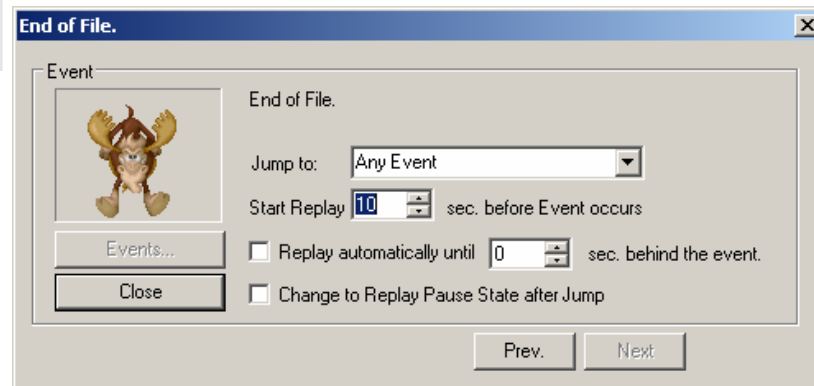 End of File.
Event
End of File.
Jump to: Any Event
Start Replay 10 sec. before Event occurs
Events... Replay automatically until 0 sec. behind the event.
Close Change to Replay Pause State after Jump
Prev. Next